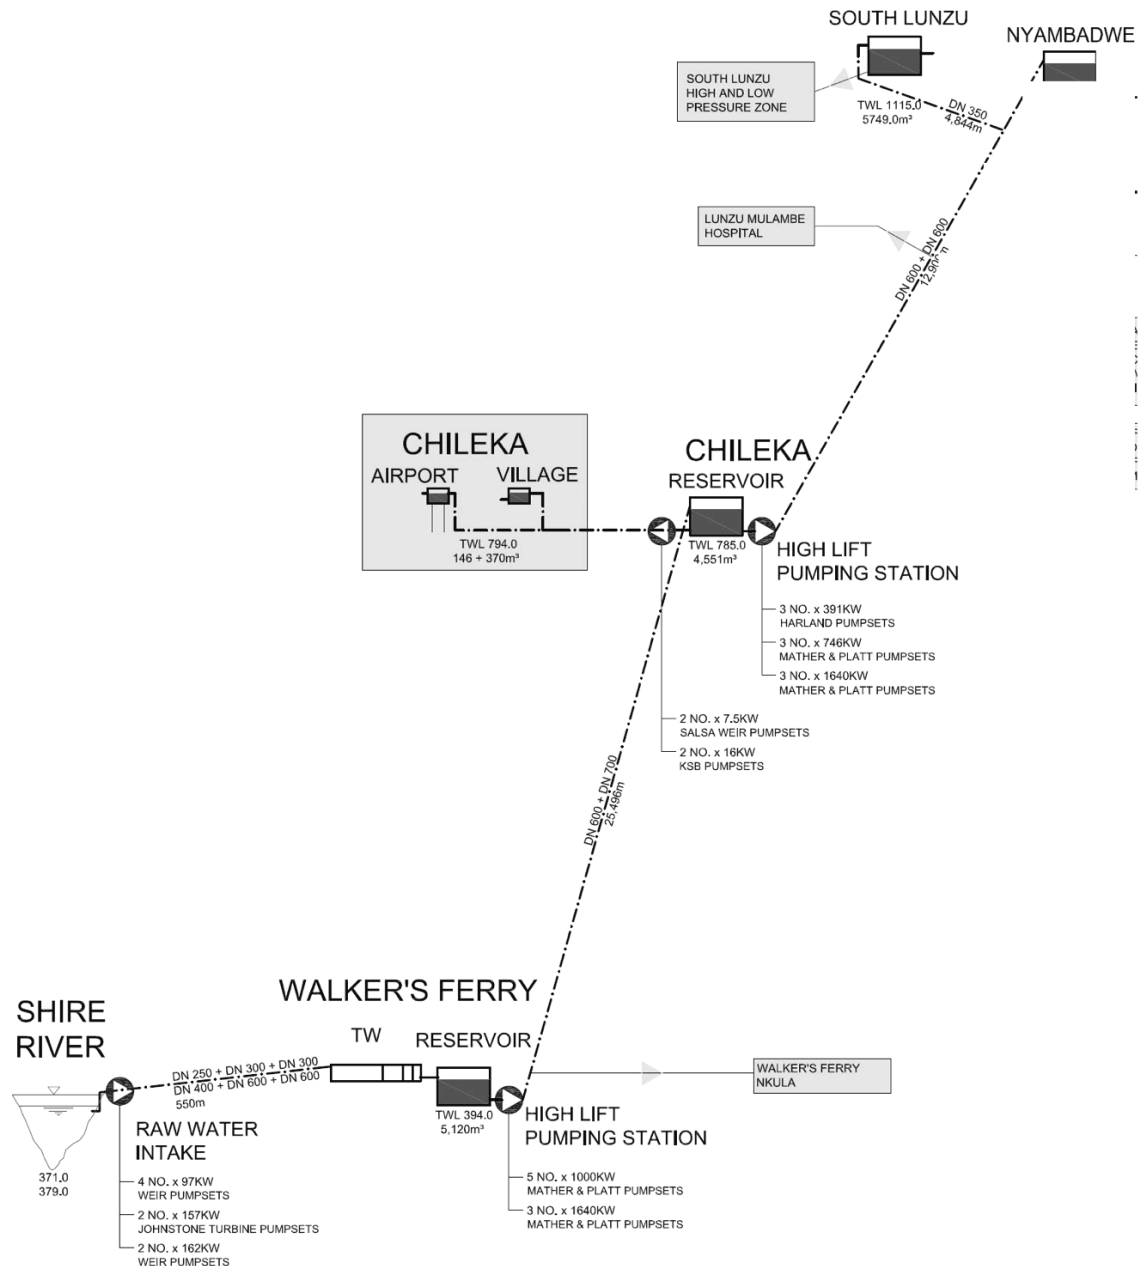 SOUTH LUNZU
NYAMBADWE
SOUTH LUNZU
HIGH AND LOW
PRESSURE ZONE
TWL 1115.0
5749.0m³
DN 350
4,844m
LUNZU MULAMBE
HOSPITAL
DN 600 + DN 600
CHILEKA
AIRPORT
VILLAGE
TWL 794.0
146 + 370m³
CHILEKA
RESERVOIR
TWL 785.0
4,551m³
HIGH LIFT
PUMPING STATION
3 NO. x 391KW
HARLAND PUMPSETS
3 NO. x 746KW
MATHER & PLATT PUMPSETS
3 NO. x 1640KW
MATHER & PLATT PUMPSETS
2 NO. x 7.5KW
SALSA WEIR PUMPSETS
2 NO. x 16KW
KSB PUMPSETS
DN 600 + DN 700
25,496m
WALKER'S FERRY
TW
RESERVOIR
TWL 394.0
5,120m³
HIGH LIFT
PUMPING STATION
5 NO. x 1000KW
MATHER & PLATT PUMPSETS
3 NO. x 1640KW
MATHER & PLATT PUMPSETS
WALKER'S FERRY
NKULA
SHIRE
RIVER
371.0
379.0
DN 250 + DN 300 + DN 300
DN 400 + DN 600 + DN 600
550m
RAW WATER
INTAKE
4 NO. x 97KW
WEIR PUMPSETS
2 NO. x 157KW
JOHNSTONE TURBINE PUMPSETS
2 NO. x 162KW
WEIR PUMPSETS